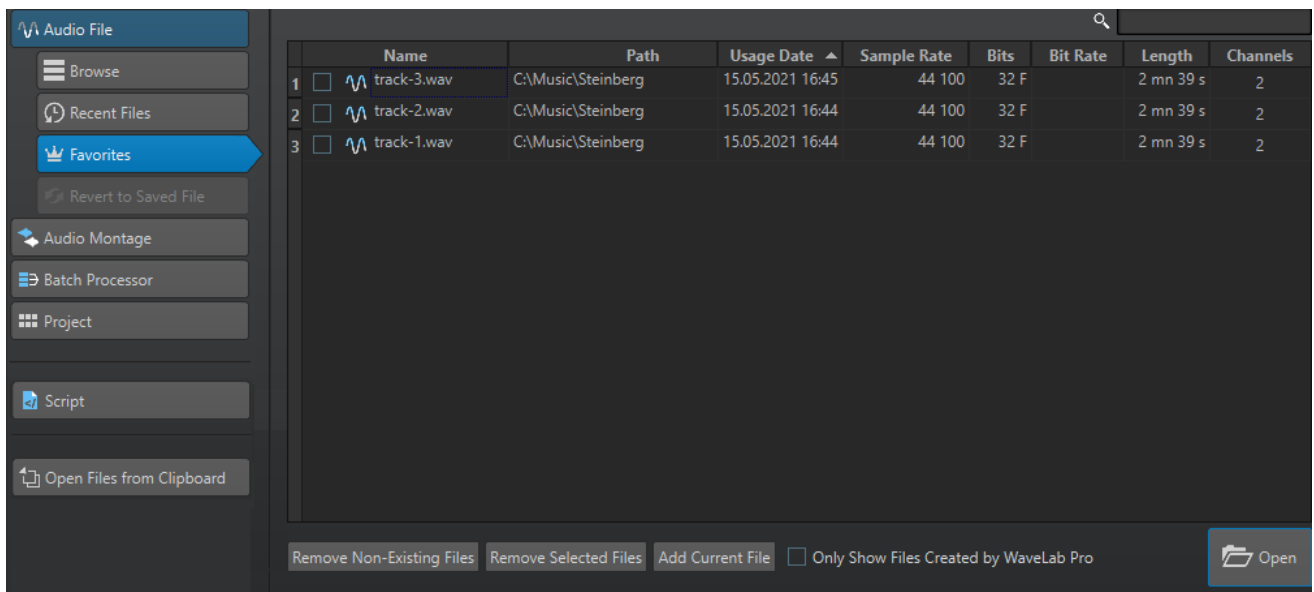 Audio File
Browse
Recent Files
Favorites
Revert to Saved File
Audio Montage
Batch Processor
Project
Script
Open Files from Clipboard
Name Path Usage Date Sample Rate Bits Bit Rate Length Channels
1 track-3.wav C:\Music\Steinberg 15.05.2021 16:45 44 100 32 F 2 mn 39 s 2
2 track-2.wav C:\Music\Steinberg 15.05.2021 16:44 44 100 32 F 2 mn 39 s 2
3 track-1.wav C:\Music\Steinberg 15.05.2021 16:44 44 100 32 F 2 mn 39 s 2
Remove Non-Existing Files Remove Selected Files Add Current File Only Show Files Created by WaveLab Pro Open